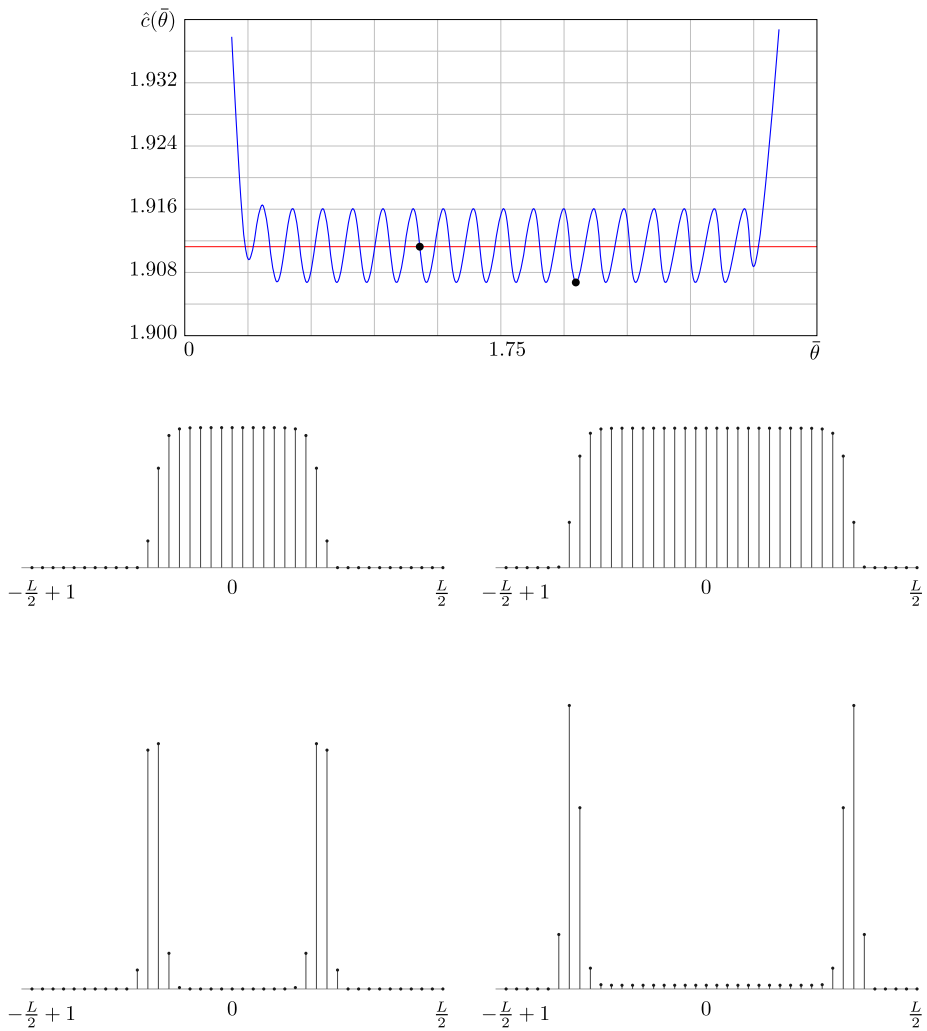 ĉ(θ̄)
1.932
1.924
1.916
1.908
1.900
0 1.75 θ̄
-L/2 + 1 0 L/2 -L/2 + 1 0 L/2
-L/2 + 1 0 L/2 -L/2 + 1 0 L/2